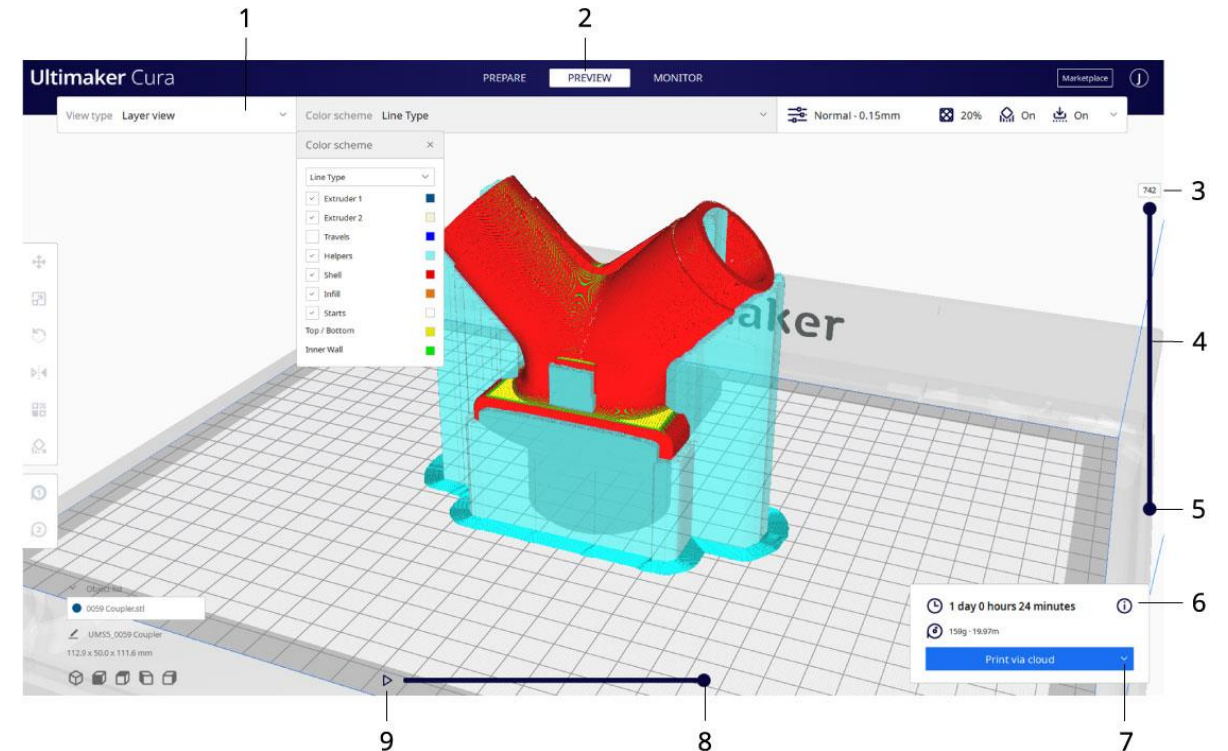 1
2
Ultimaker Cura
PREPARE PREVIEW MONITOR
Marketplace
J
View type Layer view
Color scheme Line Type
Normal - 0.15mm 20% On On
Color scheme ×
742
3
Line Type
Extruder 1
Extruder 2
Travels
Helpers
Shell
Infill
Starts
Top / Bottom
Inner Wall
aker
4
1
2
5
Object list
0059 Coupler.stl
UMS5_0059 Coupler
112.9 x 50.0 x 111.6 mm
1 day 0 hours 24 minutes
6
159g · 19.97m
Print via cloud
9
8
7